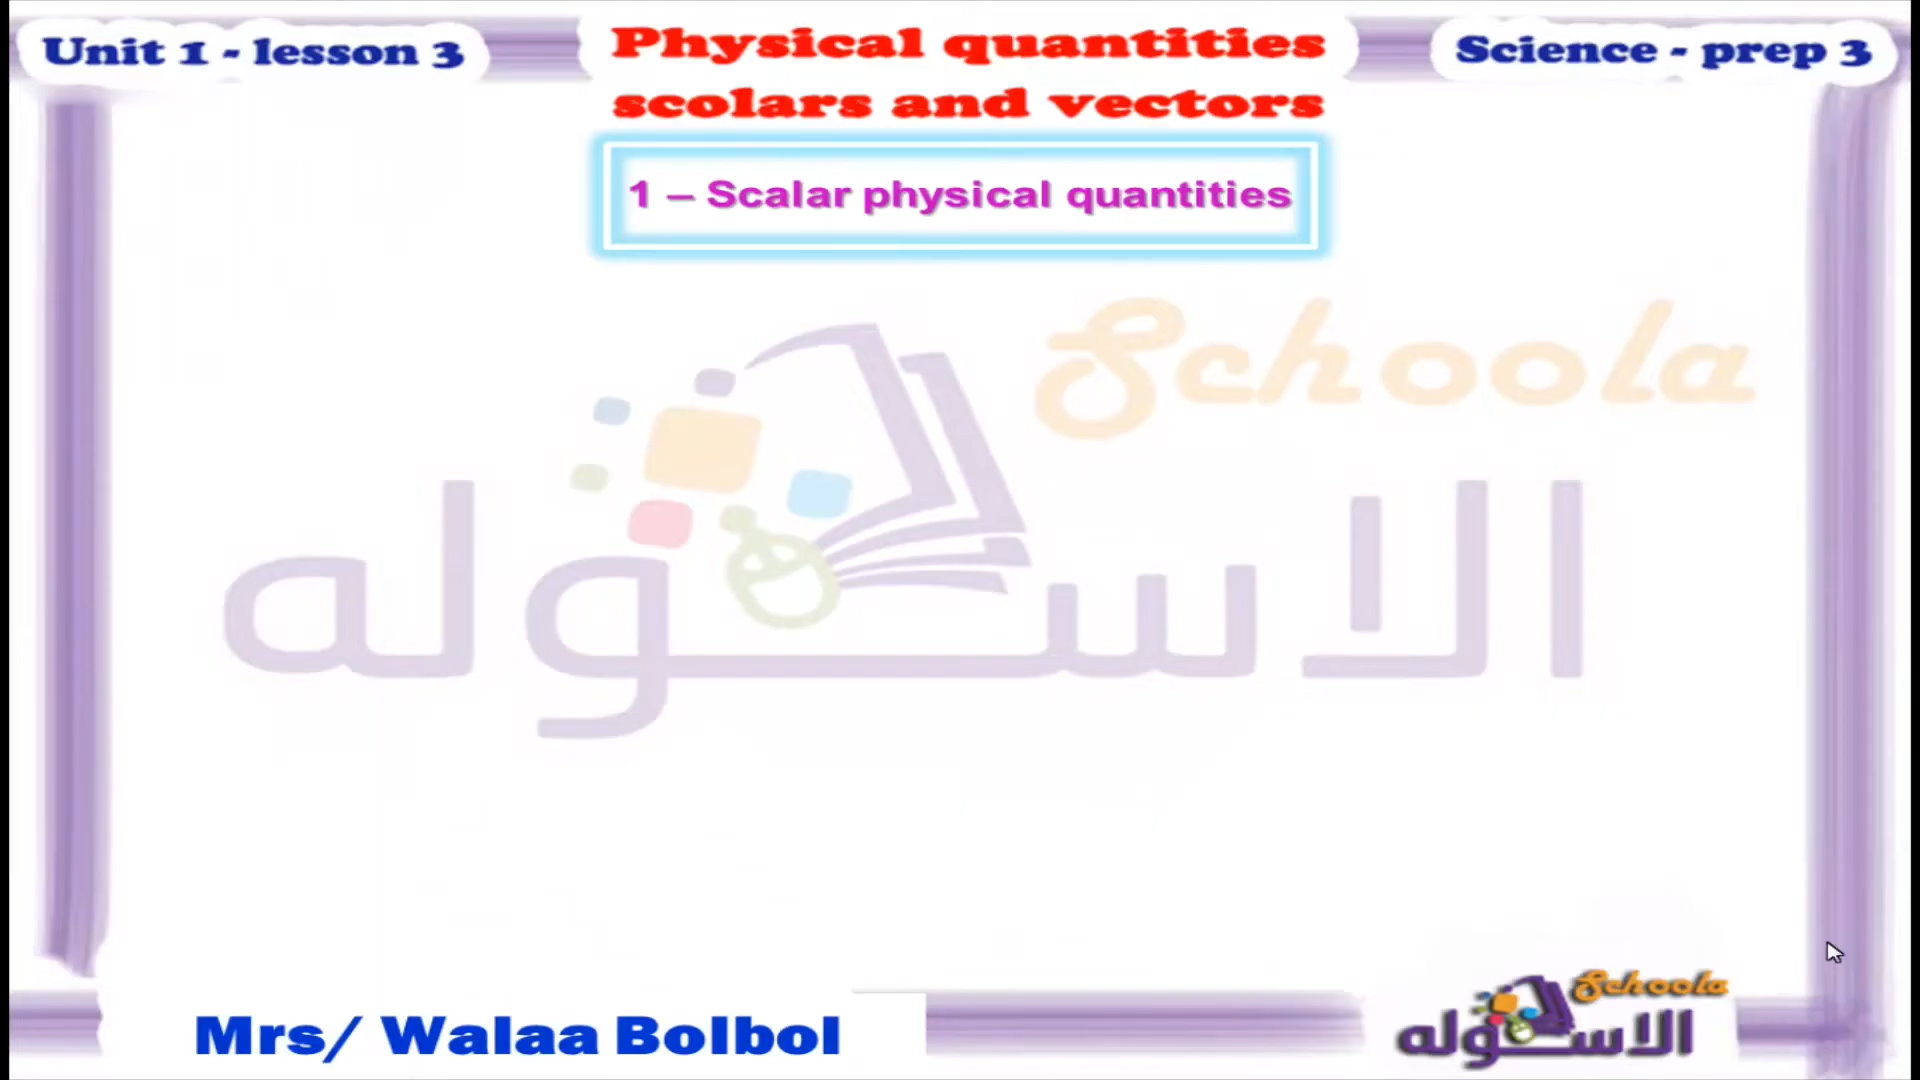 Unit 1 - lesson 3
Physical quantities
scolars and vectors
Science - prep 3
1 – Scalar physical quantities
Schoola
الاسكوله
Mrs/ Walaa Bolbol
Schoola
الاسكوله